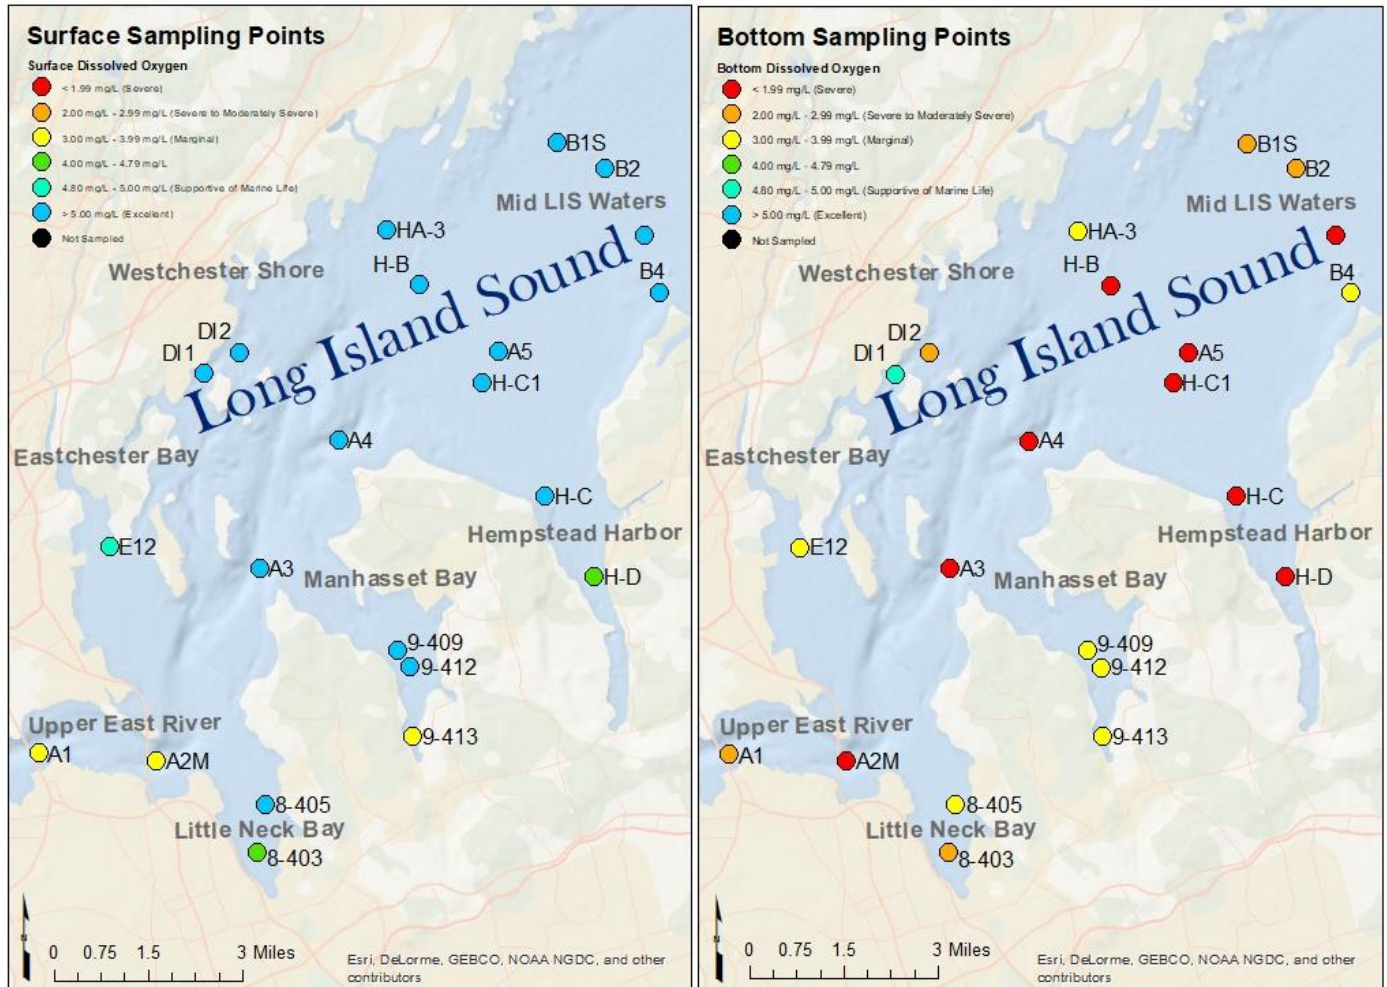 Surface Sampling Points
Surface Dissolved Oxygen
< 1.99 mg/L (Severe)
2.00 mg/L - 2.99 mg/L (Severe to Moderately Severe)
3.00 mg/L - 3.99 mg/L (Marginal)
4.00 mg/L - 4.79 mg/L
4.80 mg/L - 5.00 mg/L (Supportive of Marine Life)
> 5.00 mg/L (Excellent)
Not Sampled
B1S
B2
Mid LIS Waters
HA-3
H-B
Westchester Shore
Long Island Sound
B4
DI2
DI1
A5
H-C1
A4
Eastchester Bay
H-C
Hempstead Harbor
E12
A3
Manhasset Bay
H-D
9-409
9-412
Upper East River
9-413
A1
A2M
8-405
Little Neck Bay
8-403
N
0 0.75 1.5 3 Miles
Esri, DeLorme, GEBCO, NOAA NGDC, and other
contributors
Bottom Sampling Points
Bottom Dissolved Oxygen
< 1.99 mg/L (Severe)
2.00 mg/L - 2.99 mg/L (Severe to Moderately Severe)
3.00 mg/L - 3.99 mg/L (Marginal)
4.00 mg/L - 4.79 mg/L
4.80 mg/L - 5.00 mg/L (Supportive of Marine Life)
> 5.00 mg/L (Excellent)
Not Sampled
B1S
B2
Mid LIS Waters
HA-3
H-B
Westchester Shore
Long Island Sound
B4
DI2
DI1
A5
H-C1
A4
Eastchester Bay
H-C
Hempstead Harbor
E12
A3
Manhasset Bay
H-D
9-409
9-412
Upper East River
9-413
A1
A2M
8-405
Little Neck Bay
8-403
N
0 0.75 1.5 3 Miles
Esri, DeLorme, GEBCO, NOAA NGDC, and other
contributors